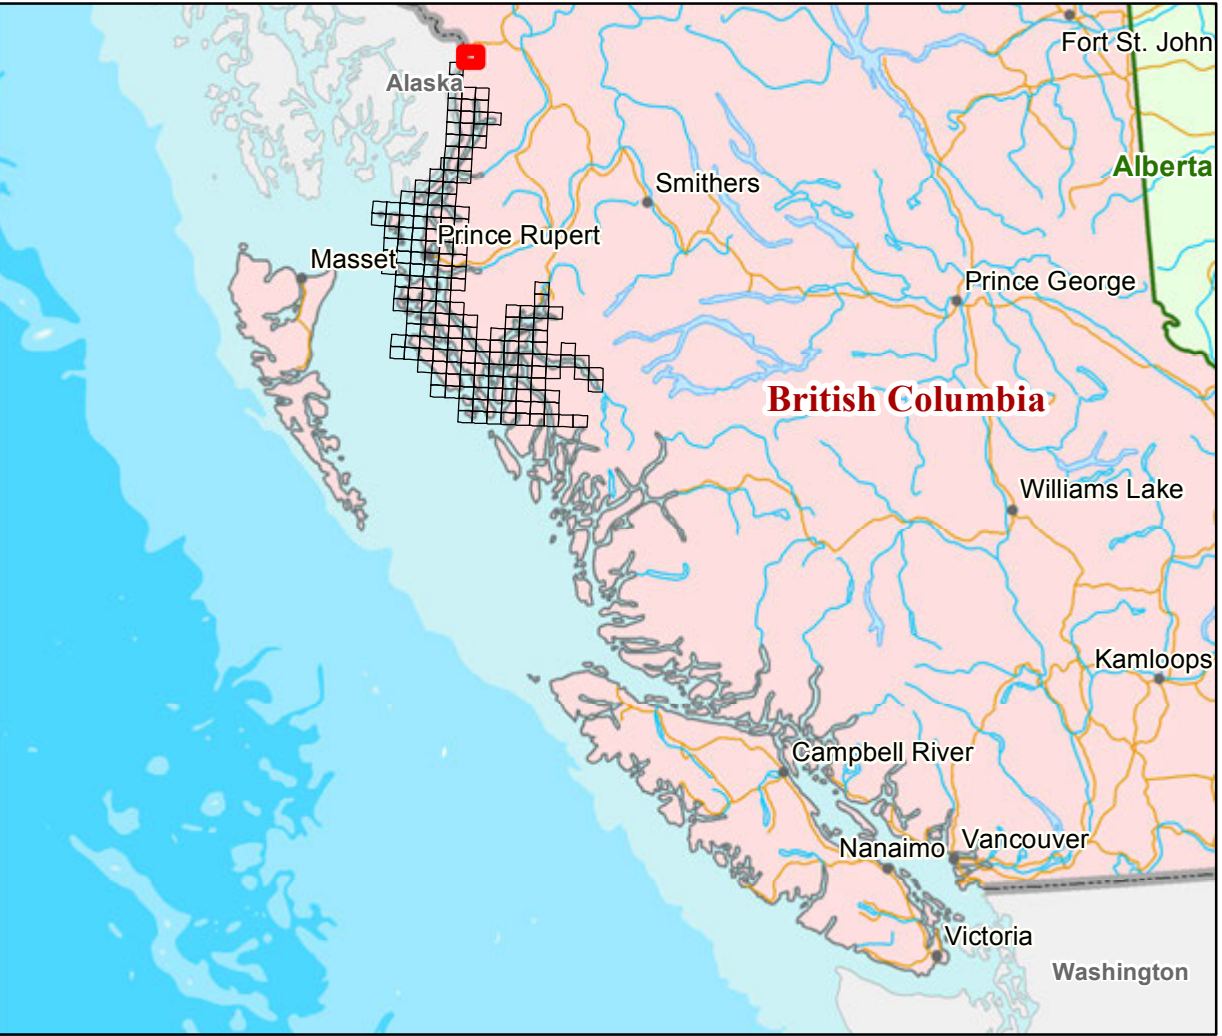 Fort St. John
Alaska
Alberta
Smithers
Prince Rupert
Masset
Prince George
British Columbia
Williams Lake
Kamloops
Campbell River
Vancouver
Nanaimo
Victoria
Washington